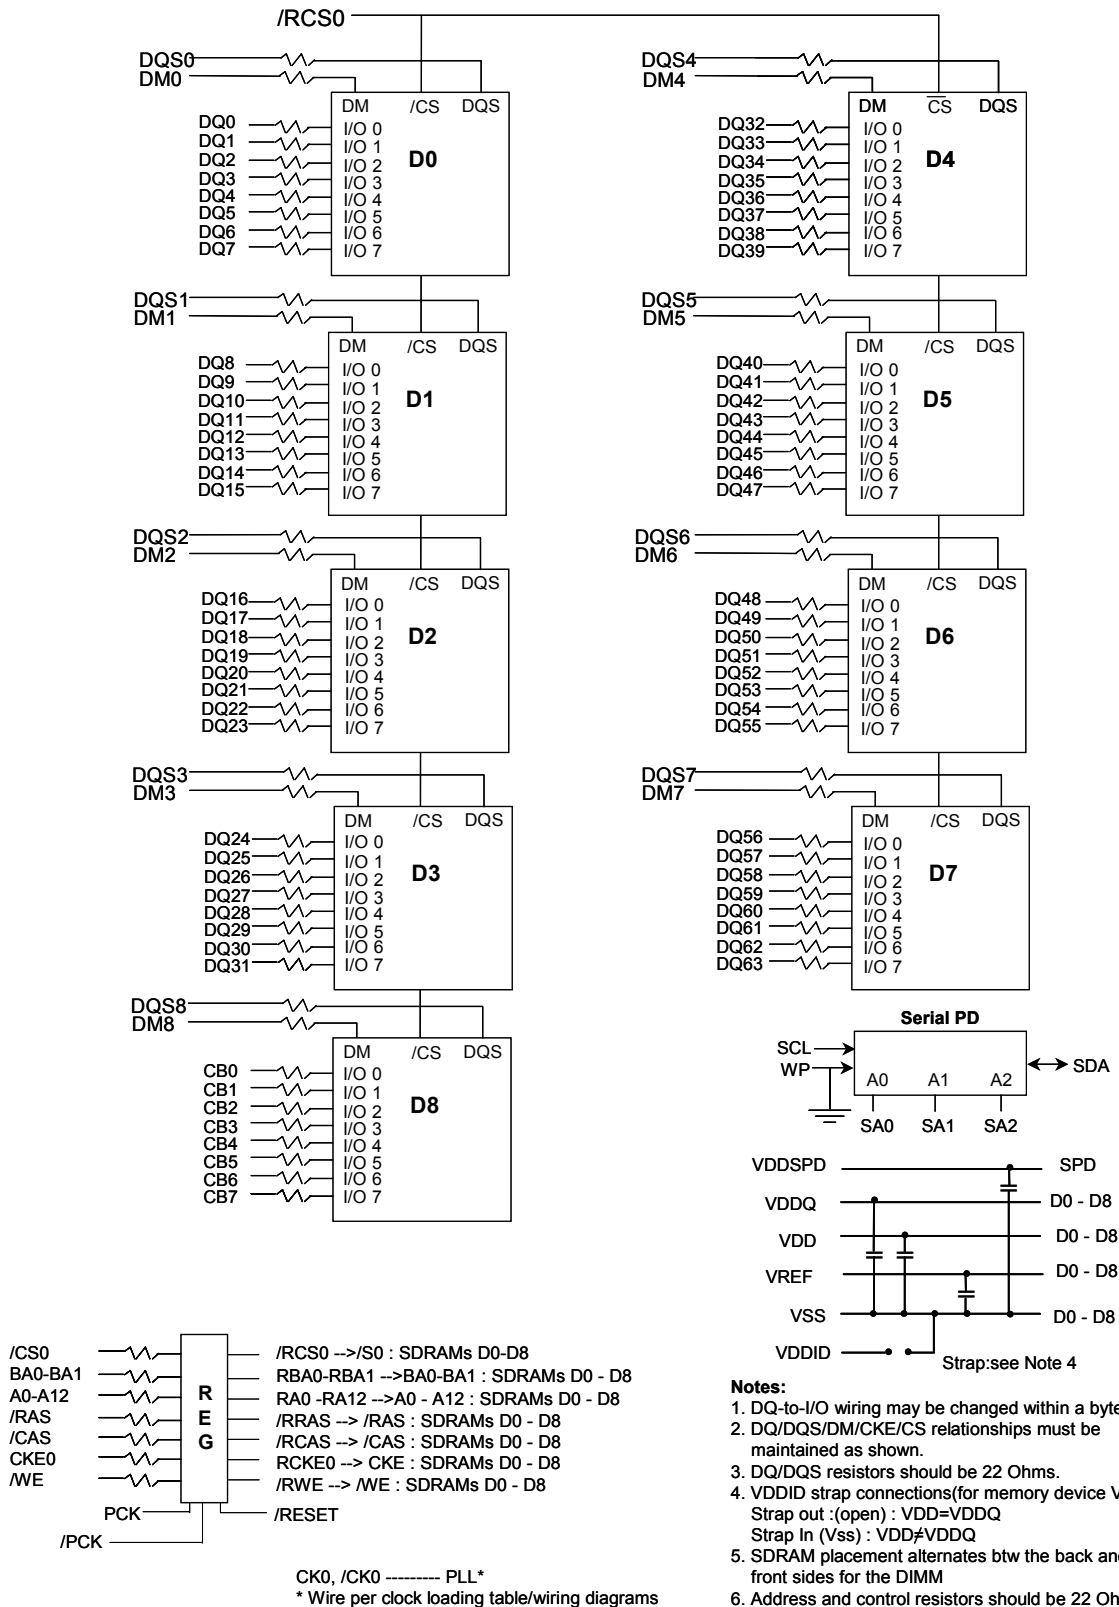 /RCS0
DQS0
DM0
DM /CS DQS
D0
DQ0 I/O 0
DQ1 I/O 1
DQ2 I/O 2
DQ3 I/O 3
DQ4 I/O 4
DQ5 I/O 5
DQ6 I/O 6
DQ7 I/O 7
DQS1
DM1
DM /CS DQS
D1
DQ8 I/O 0
DQ9 I/O 1
DQ10 I/O 2
DQ11 I/O 3
DQ12 I/O 4
DQ13 I/O 5
DQ14 I/O 6
DQ15 I/O 7
DQS2
DM2
DM /CS DQS
D2
DQ16 I/O 0
DQ17 I/O 1
DQ18 I/O 2
DQ19 I/O 3
DQ20 I/O 4
DQ21 I/O 5
DQ22 I/O 6
DQ23 I/O 7
DQS3
DM3
DM /CS DQS
D3
DQ24 I/O 0
DQ25 I/O 1
DQ26 I/O 2
DQ27 I/O 3
DQ28 I/O 4
DQ29 I/O 5
DQ30 I/O 6
DQ31 I/O 7
DQS8
DM8
DM /CS DQS
D8
CB0 I/O 0
CB1 I/O 1
CB2 I/O 2
CB3 I/O 3
CB4 I/O 4
CB5 I/O 5
CB6 I/O 6
CB7 I/O 7
DQS4
DM4
DM CS DQS
D4
DQ32 I/O 0
DQ33 I/O 1
DQ34 I/O 2
DQ35 I/O 3
DQ36 I/O 4
DQ37 I/O 5
DQ38 I/O 6
DQ39 I/O 7
DQS5
DM5
DM /CS DQS
D5
DQ40 I/O 0
DQ41 I/O 1
DQ42 I/O 2
DQ43 I/O 3
DQ44 I/O 4
DQ45 I/O 5
DQ46 I/O 6
DQ47 I/O 7
DQS6
DM6
DM /CS DQS
D6
DQ48 I/O 0
DQ49 I/O 1
DQ50 I/O 2
DQ51 I/O 3
DQ52 I/O 4
DQ53 I/O 5
DQ54 I/O 6
DQ55 I/O 7
DQS7
DM7
DM /CS DQS
D7
DQ56 I/O 0
DQ57 I/O 1
DQ58 I/O 2
DQ59 I/O 3
DQ60 I/O 4
DQ61 I/O 5
DQ62 I/O 6
DQ63 I/O 7
Serial PD
SCL
WP
A0 A1 A2
SDA
SA0 SA1 SA2
VDDSPD SPD
VDDQ D0 - D8
VDD D0 - D8
VREF D0 - D8
VSS D0 - D8
VDDID
Strap:see Note 4
/CS0 /RCS0 -->/S0 : SDRAMs D0-D8
BA0-BA1 RBA0-RBA1 -->BA0-BA1 : SDRAMs D0 - D8
A0-A12 RA0 -RA12 -->A0 - A12 : SDRAMs D0 - D8
/RAS /RRAS --> /RAS : SDRAMs D0 - D8
/CAS /RCAS --> /CAS : SDRAMs D0 - D8
CKE0 RCKE0 --> CKE : SDRAMs D0 - D8
/WE /RWE --> /WE : SDRAMs D0 - D8
R
E
G
PCK /RESET
/PCK
CK0, /CK0 --------- PLL*
* Wire per clock loading table/wiring diagrams
Notes:
1. DQ-to-I/O wiring may be changed within a byte
2. DQ/DQS/DM/CKE/CS relationships must be
maintained as shown.
3. DQ/DQS resistors should be 22 Ohms.
4. VDDID strap connections(for memory device
Strap out :(open) : VDD=VDDQ
Strap In (Vss) : VDD≠VDDQ
5. SDRAM placement alternates btw the back
front sides for the DIMM
6. Address and control resistors should be 22